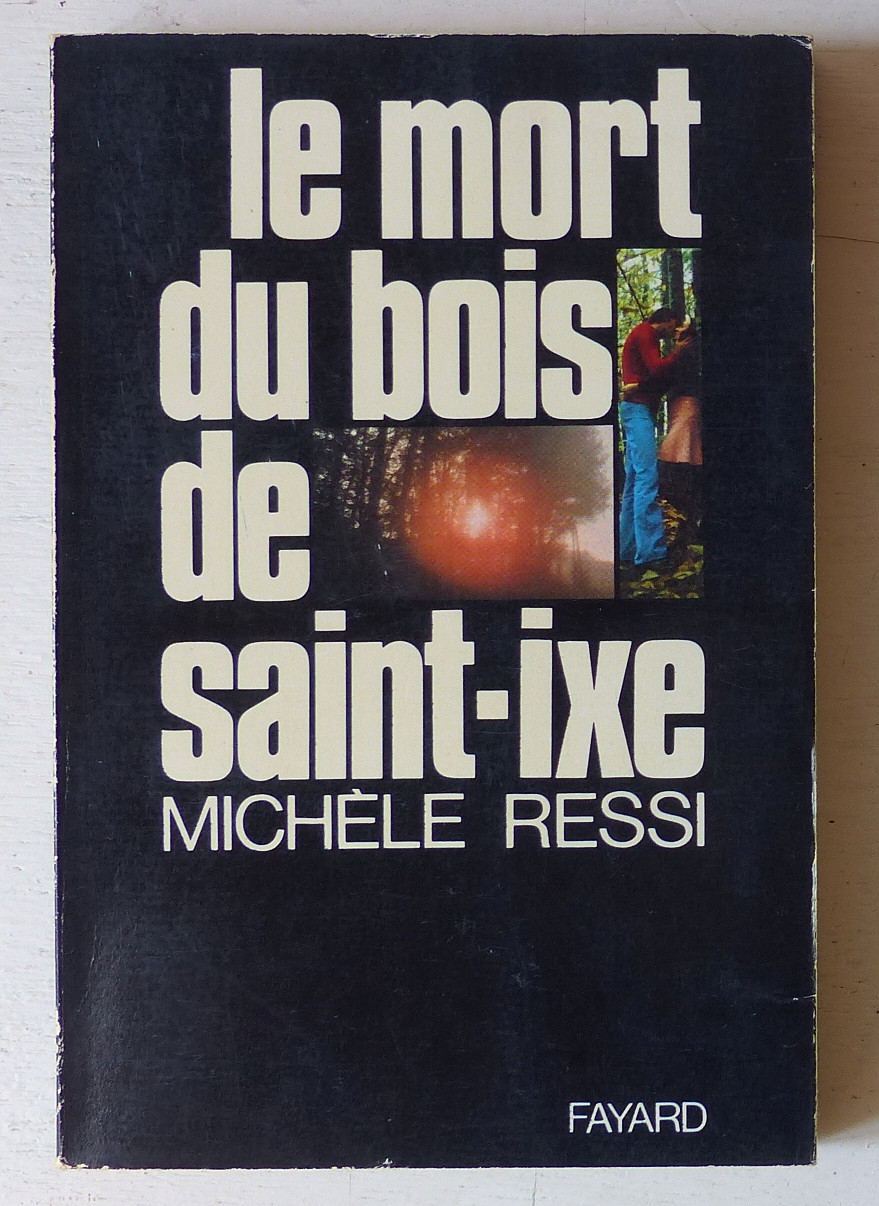 le mort
du bois
de
saint-ixe
MICHÈLE RESSI
FAYARD